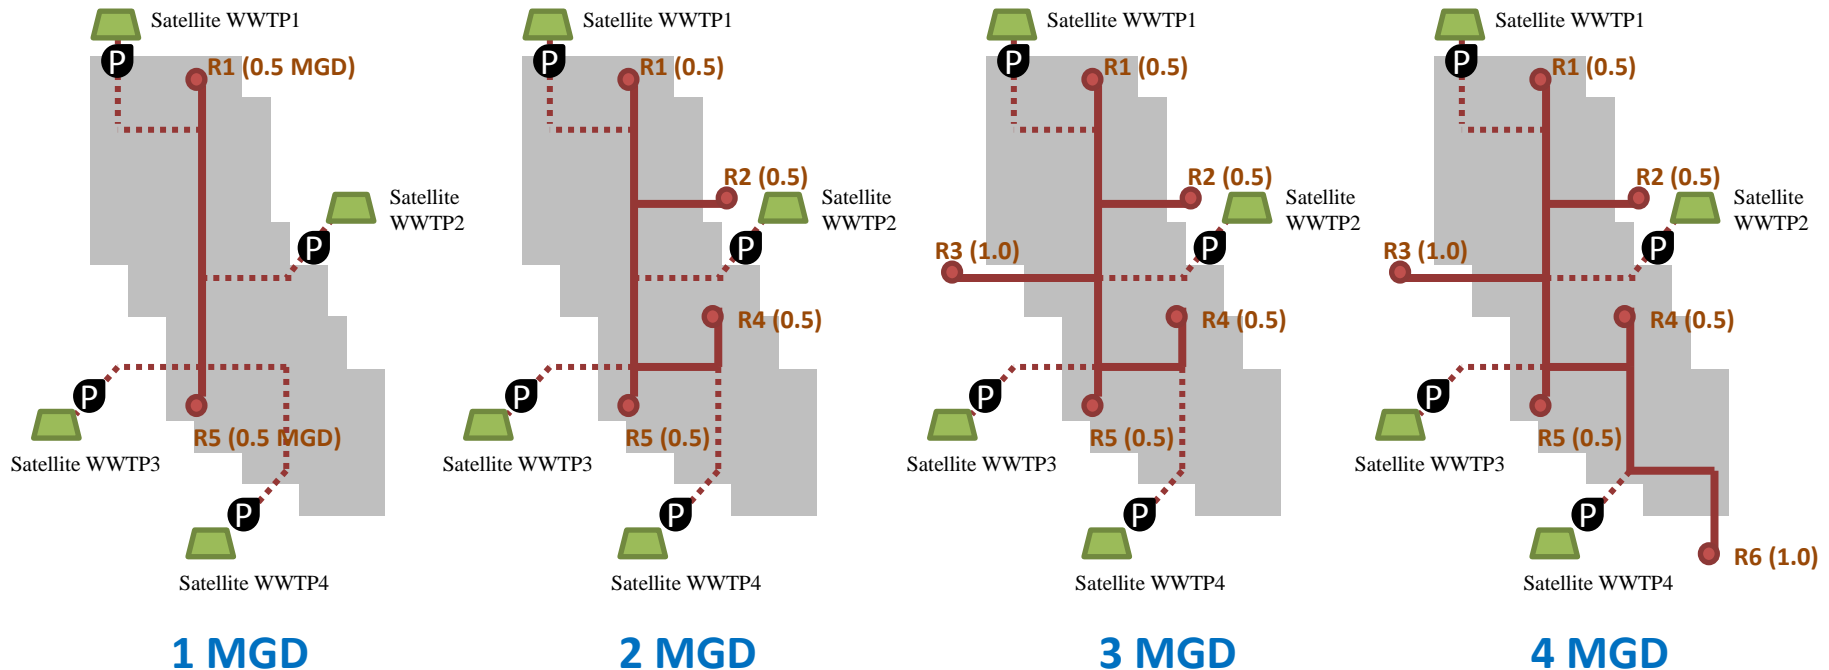 Satellite WWTP1
P
R1 (0.5 MGD)
Satellite
WWTP2
P
P
R5 (0.5 MGD)
Satellite WWTP3
P
Satellite WWTP4
1 MGD
Satellite WWTP1
P
R1 (0.5)
R2 (0.5)
Satellite
WWTP2
P
R4 (0.5)
P
R5 (0.5)
Satellite WWTP3
P
Satellite WWTP4
2 MGD
Satellite WWTP1
P
R1 (0.5)
R2 (0.5)
Satellite
WWTP2
P
R3 (1.0)
R4 (0.5)
P
R5 (0.5)
Satellite WWTP3
P
Satellite WWTP4
3 MGD
Satellite WWTP1
P
R1 (0.5)
R2 (0.5)
Satellite
WWTP2
P
R3 (1.0)
R4 (0.5)
P
R5 (0.5)
Satellite WWTP3
P
R6 (1.0)
Satellite WWTP4
4 MGD